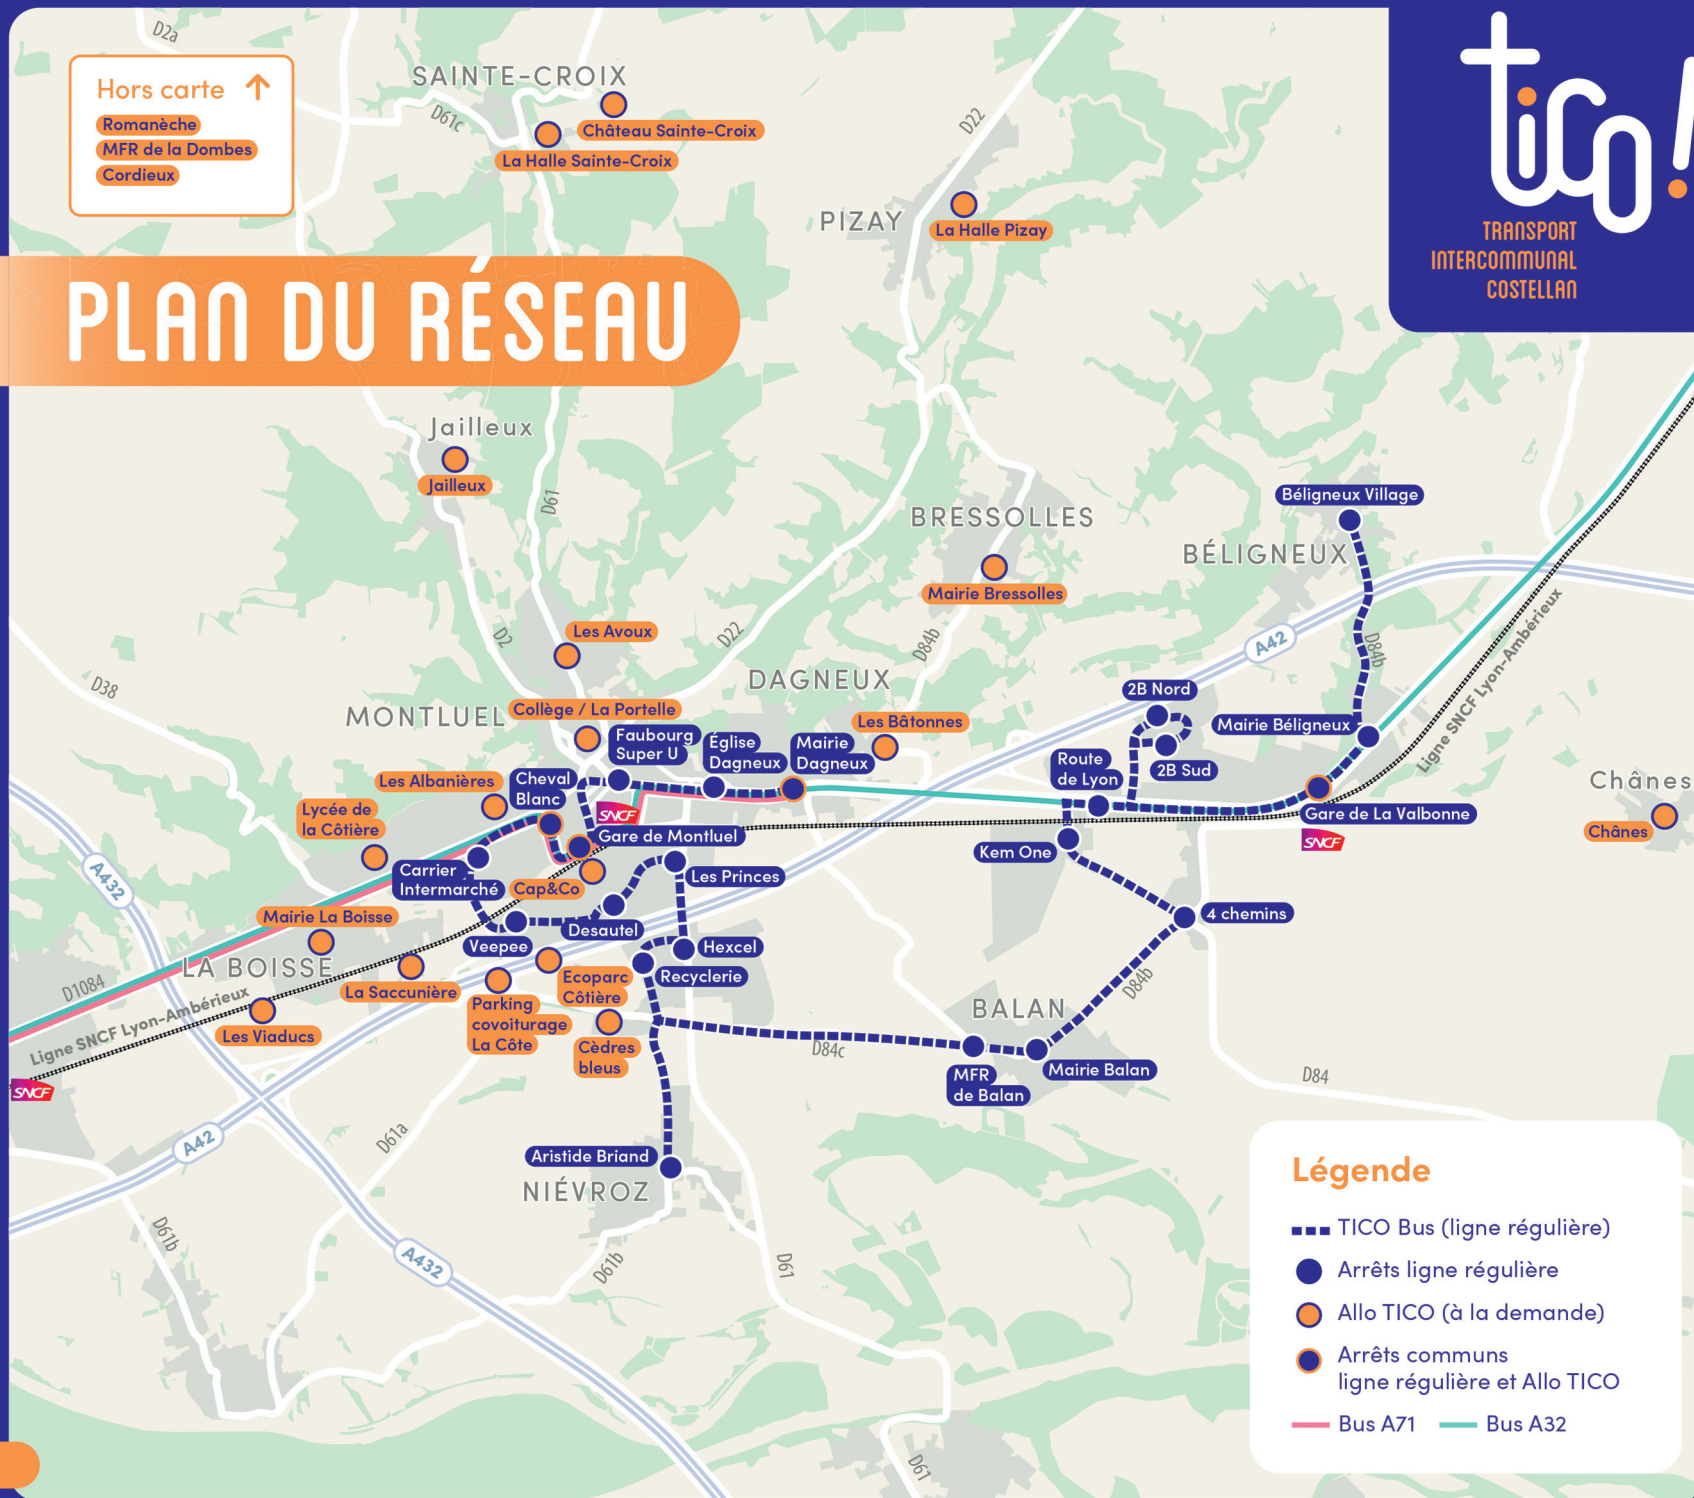 D2a
Hors carte ↑
Romanèche
MFR de la Dombes
Cordieux
SAINTE-CROIX
D61c
Château Sainte-Croix
La Halle Sainte-Croix
D22
PIZAY
La Halle Pizay
tico!
TRANSPORT
INTERCOMMUNAL
COSTELLAN
PLAN DU RÉSEAU
Jailleux
Jailleux
D61
BRESSOLLES
Mairie Bressolles
Béligneux Village
BÉLIGNEUX
A42
D84b
Ligne SNCF Lyon-Ambérieux
Les Avoux
D2
D22
D84b
D38
DAGNEUX
MONTLUEL
Collège / La Portelle
Les Bâtonnes
2B Nord
2B Sud
Mairie Béligneux
Faubourg
Super U
Église
Dagneux
Mairie
Dagneux
Route
de Lyon
Les Albanières
Cheval
Blanc
Chânes
Chânes
Lycée de
la Côtière
SNCF
Gare de Montluel
Gare de La Valbonne
SNCF
Kem One
Carrier
Intermarché
Cap&Co
Les Princes
A432
4 chemins
Mairie La Boisse
Desautel
Veepee
Hexcel
Recyclerie
LA BOISSE
D1084
Ligne SNCF Lyon-Ambérieux
La Saccunière
Ecoparc
Côtière
Parking
covoiturage
La Côte
Les Viaducs
Cèdres
bleus
D84b
BALAN
D84c
MFR
de Balan
Mairie Balan
SNCF
D84
A42
D61a
Aristide Briand
NIÉVROZ
D61b
A432
D61b
D61
D61
Légende
TICO Bus (ligne régulière)
Arrêts ligne régulière
Allo TICO (à la demande)
Arrêts communs
ligne régulière et Allo TICO
Bus A71
Bus A32